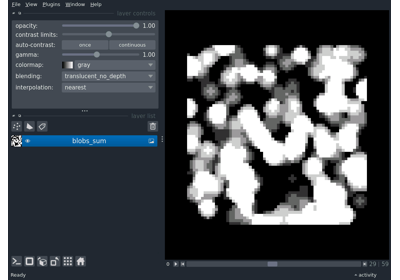 File View Plugins Window Help
layer controls
opacity: 1.00
contrast limits:
auto-contrast: once continuous
gamma: 1.00
colormap: gray
blending: translucent_no_depth
interpolation: nearest
layer list
blobs_sum
29 59
Ready activity